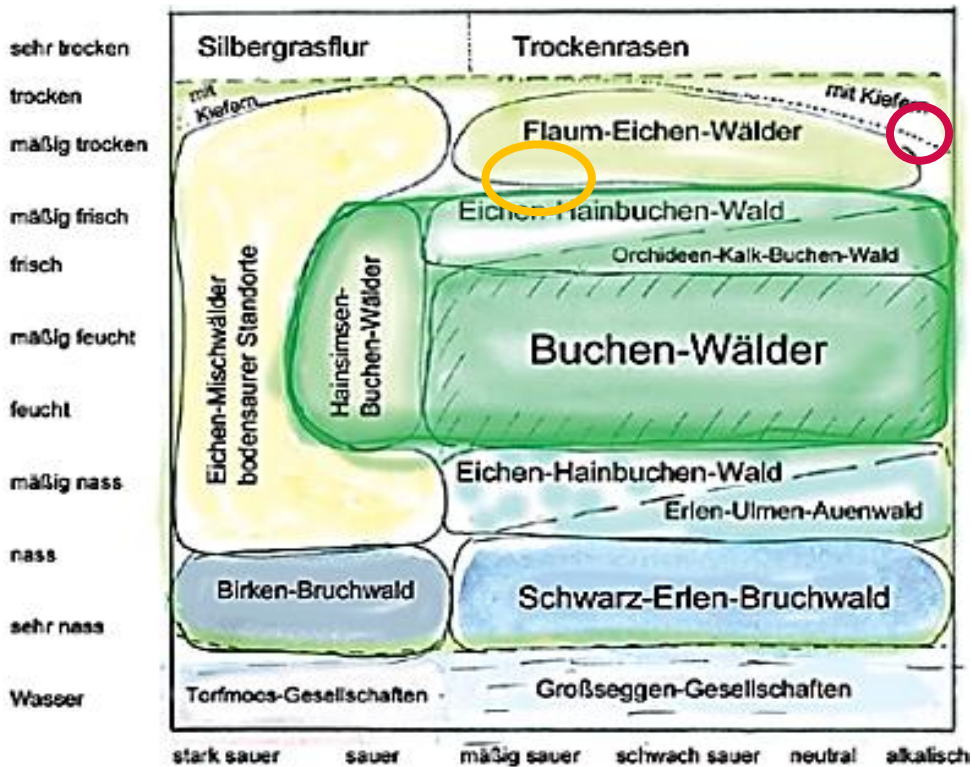 sehr trocken
Silbergrasflur
Trockenrasen
trocken
mit
Kiefern
mit Kiefern
mäßig trocken
Flaum-Eichen-Wälder
mäßig frisch
Eichen-Hainbuchen-Wald
frisch
Orchideen-Kalk-Buchen-Wald
Eichen-Mischwälder
bodensaurer Standorte
Hainsimsen-
Buchen-Wälder
mäßig feucht
Buchen-Wälder
feucht
mäßig nass
Eichen-Hainbuchen-Wald
Erlen-Ulmen-Auenwald
nass
Birken-Bruchwald
Schwarz-Erlen-Bruchwald
sehr nass
Wasser
Torfmoos-Gesellschaften
Großseggen-Gesellschaften
stark sauer
sauer
mäßig sauer
schwach sauer
neutral
alkalisch